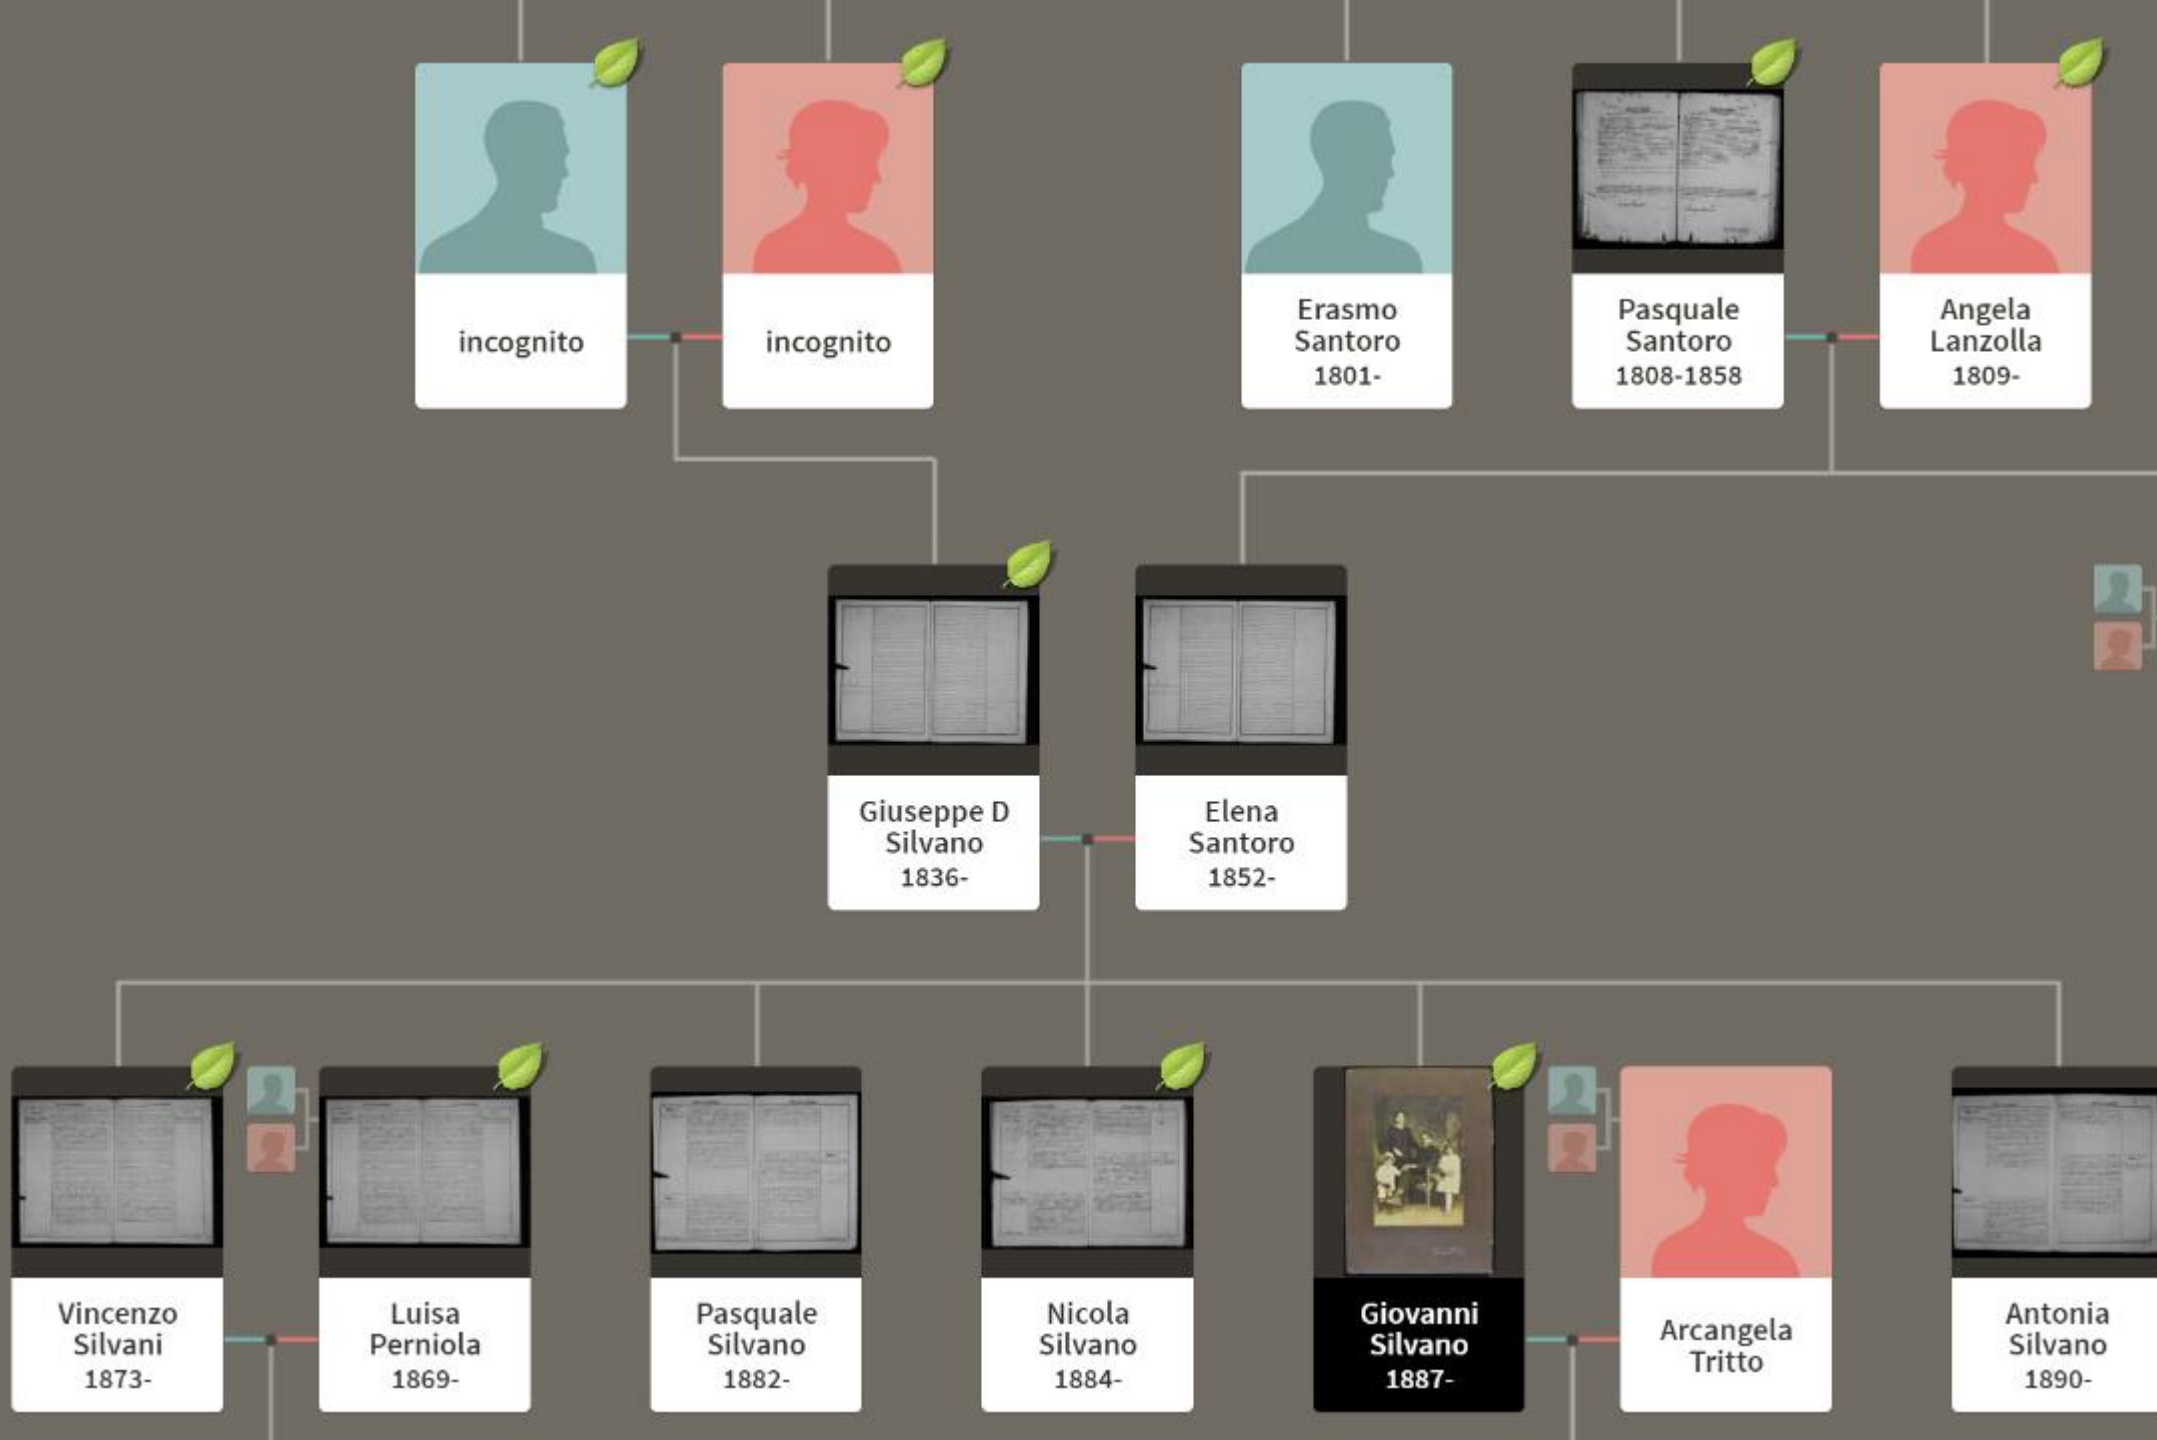 incognito
incognito
Erasmo
Santoro
1801-
Pasquale
Santoro
1808-1858
Angela
Lanzolla
1809-
Giuseppe D
Silvano
1836-
Elena
Santoro
1852-
Vincenzo
Silvani
1873-
Luisa
Perniola
1869-
Pasquale
Silvano
1882-
Nicola
Silvano
1884-
Giovanni
Silvano
1887-
Arcangela
Tritto
Antonia
Silvano
1890-